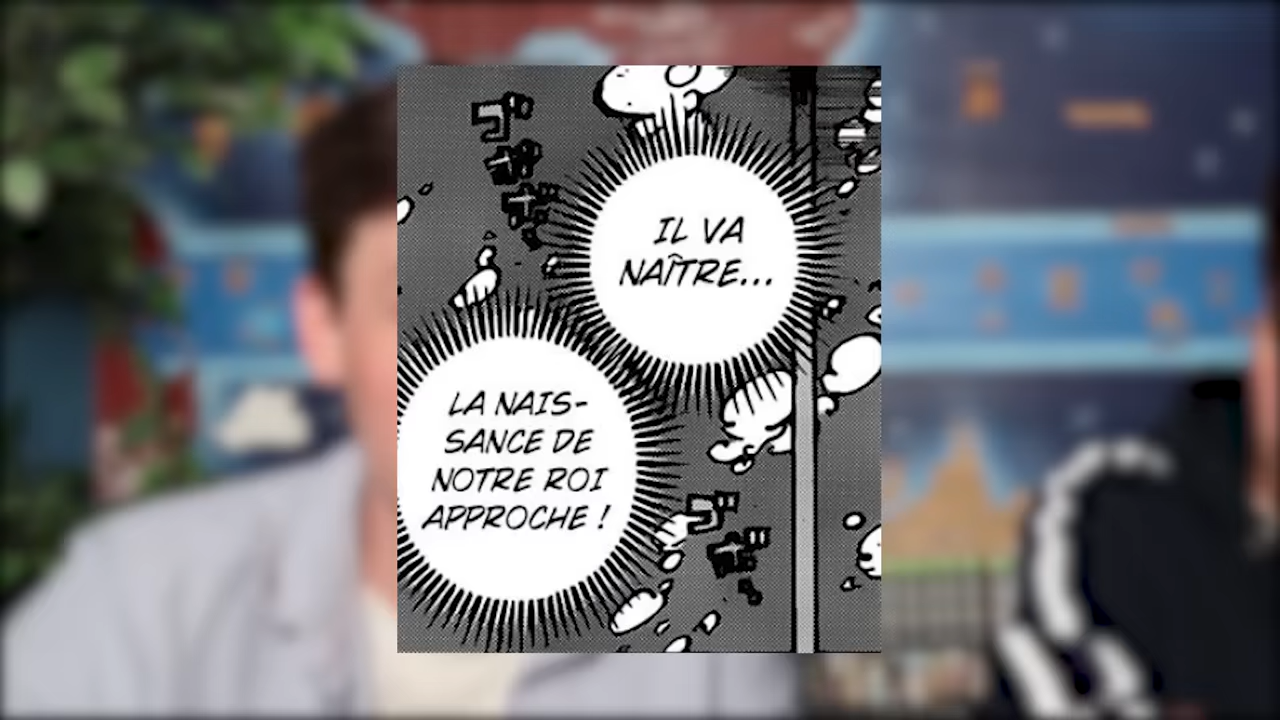 IL VA
NAÎTRE...
LA NAIS-
SANCE DE
NOTRE ROI
APPROCHE !